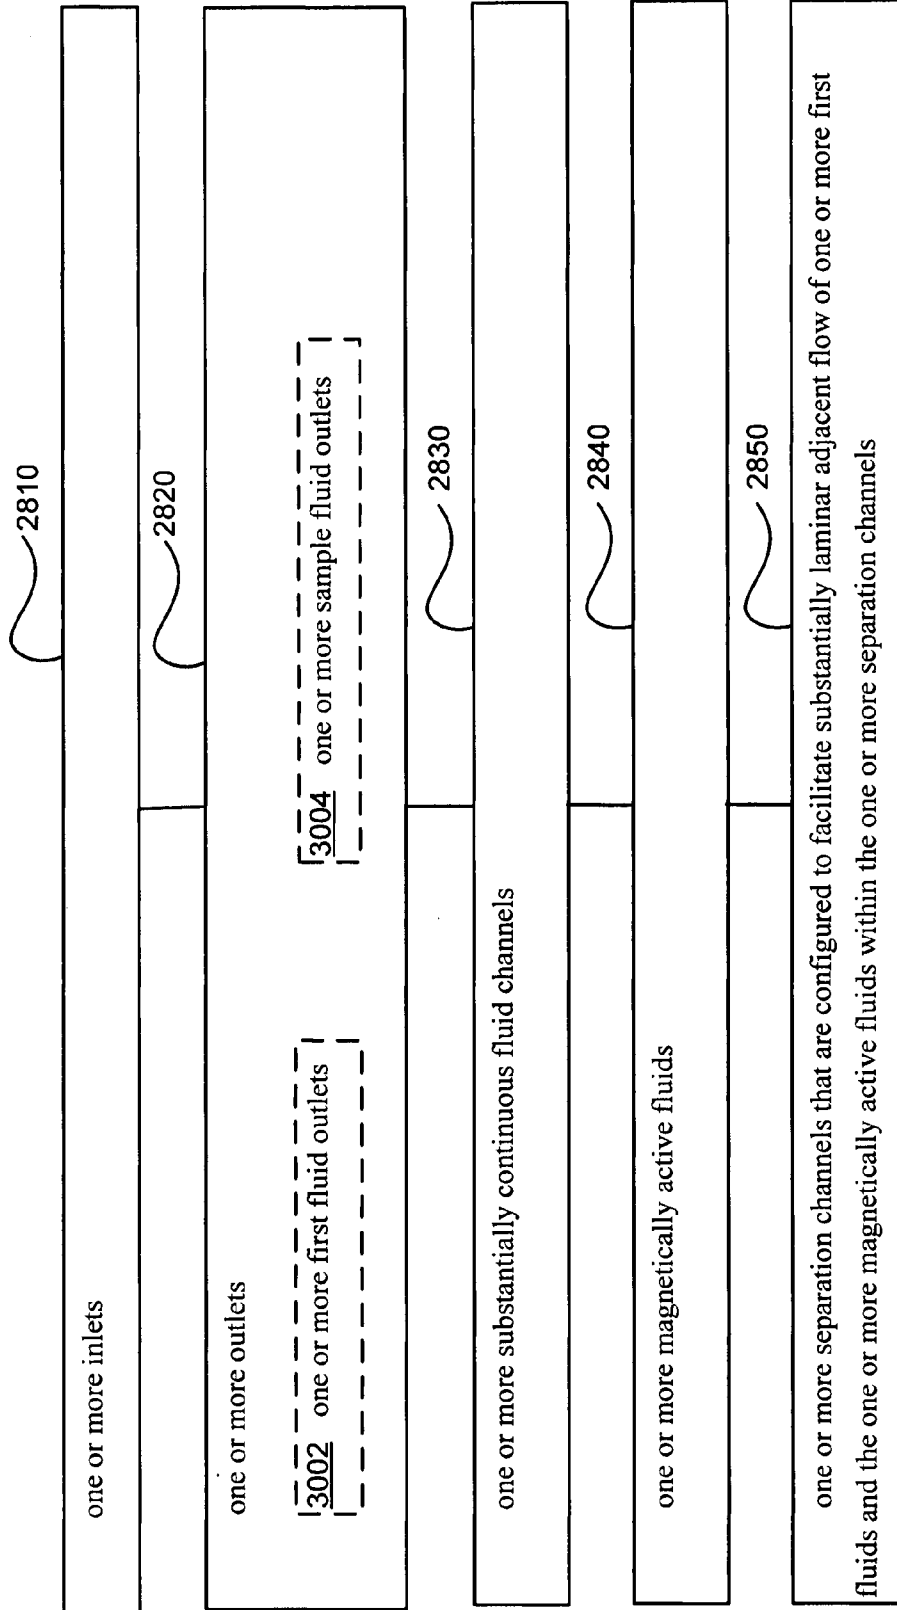 2810
one or more inlets
2820
one or more outlets
3002 one or more first fluid outlets
3004 one or more sample fluid outlets
2830
one or more substantially continuous fluid channels
2840
one or more magnetically active fluids
2850
one or more separation channels that are configured to facilitate substantially laminar adjacent flow of one or more first
fluids and the one or more magnetically active fluids within the one or more separation channels